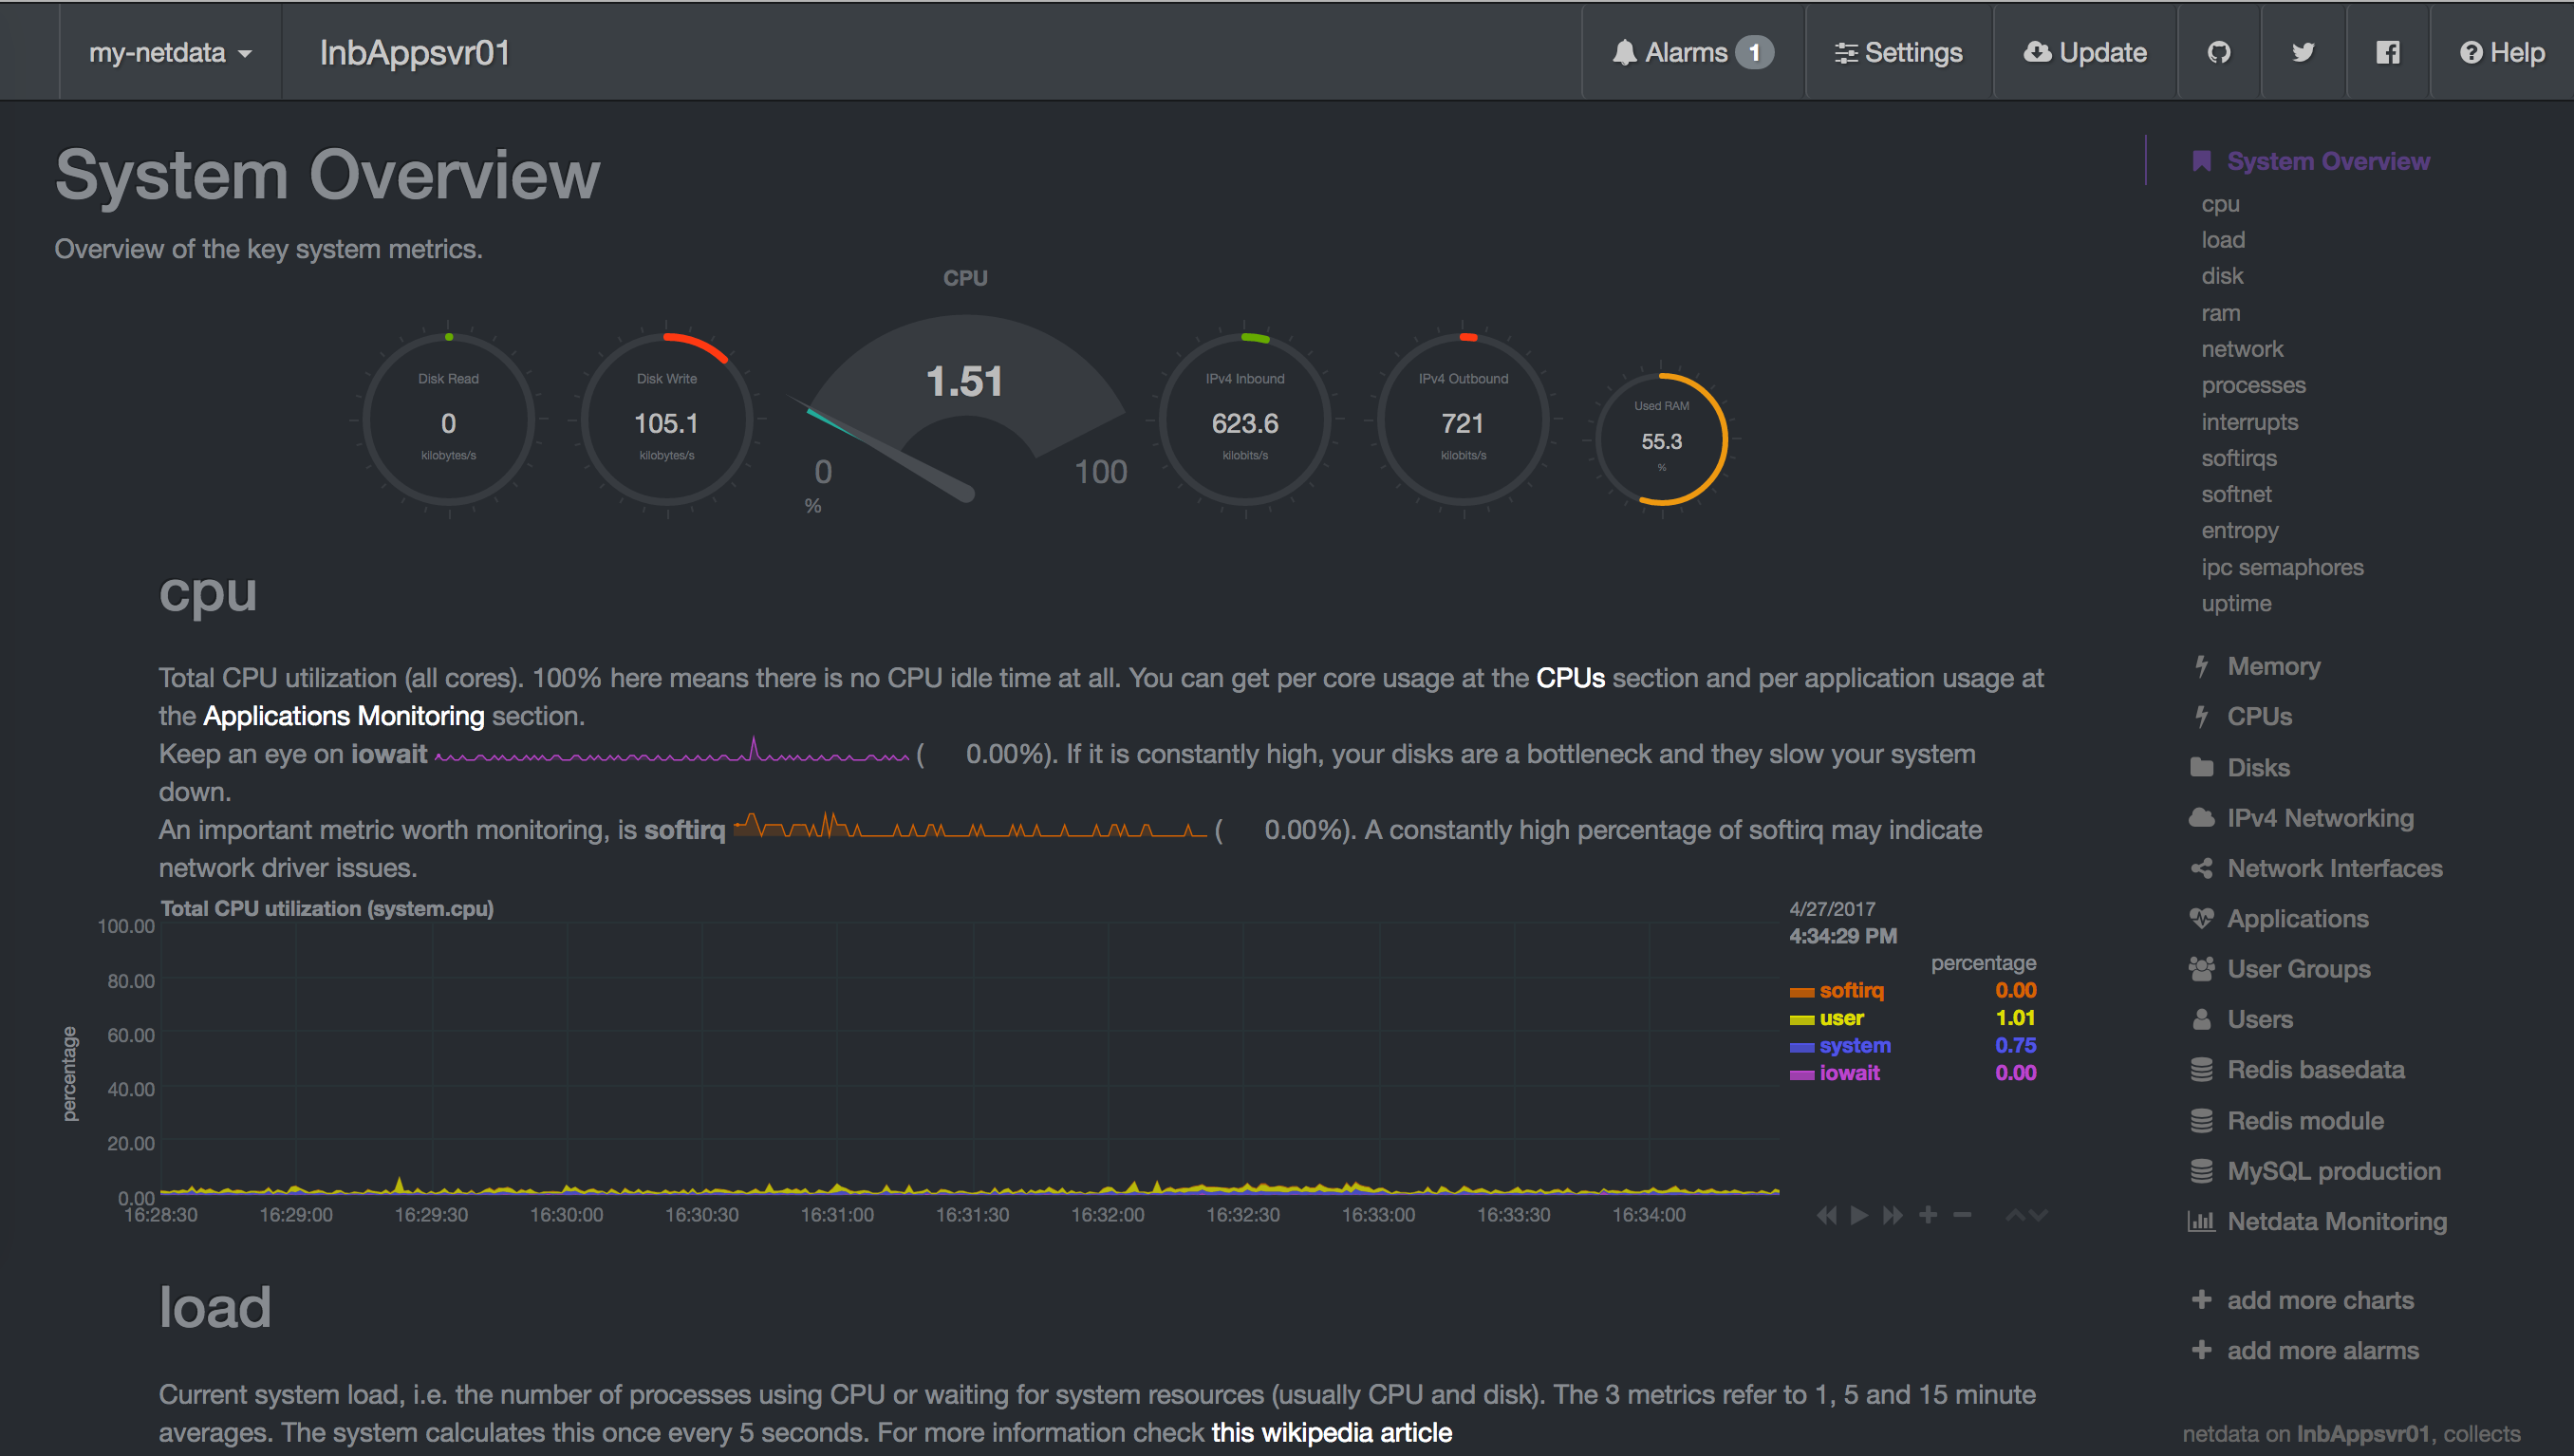 my-netdata
InbAppsvr01
Alarms 1
Settings
Update
Help
System Overview
Overview of the key system metrics.
Disk Read
0
kilobytes/s
Disk Write
105.1
kilobytes/s
CPU
1.51
0
100
%
IPv4 Inbound
623.6
kilobits/s
IPv4 Outbound
721
kilobits/s
Used RAM
55.3
%
cpu
Total CPU utilization (all cores). 100% here means there is no CPU idle time at all. You can get per core usage at the CPUs section and per application usage at
the Applications Monitoring section.
Keep an eye on iowait ( 0.00%). If it is constantly high, your disks are a bottleneck and they slow your system
down.
An important metric worth monitoring, is softirq ( 0.00%). A constantly high percentage of softirq may indicate
network driver issues.
Total CPU utilization (system.cpu)
percentage
100.00
80.00
60.00
40.00
20.00
0.00
16:28:30 16:29:00 16:29:30 16:30:00 16:30:30 16:31:00 16:31:30 16:32:00 16:32:30 16:33:00 16:33:30 16:34:00
4/27/2017
4:34:29 PM
percentage
softirq 0.00
user 1.01
system 0.75
iowait 0.00
load
Current system load, i.e. the number of processes using CPU or waiting for system resources (usually CPU and disk). The 3 metrics refer to 1, 5 and 15 minute
averages. The system calculates this once every 5 seconds. For more information check this wikipedia article
System Overview
cpu
load
disk
ram
network
processes
interrupts
softirqs
softnet
entropy
ipc semaphores
uptime
Memory
CPUs
Disks
IPv4 Networking
Network Interfaces
Applications
User Groups
Users
Redis basedata
Redis module
MySQL production
Netdata Monitoring
add more charts
add more alarms
netdata on InbAppsvr01, collects